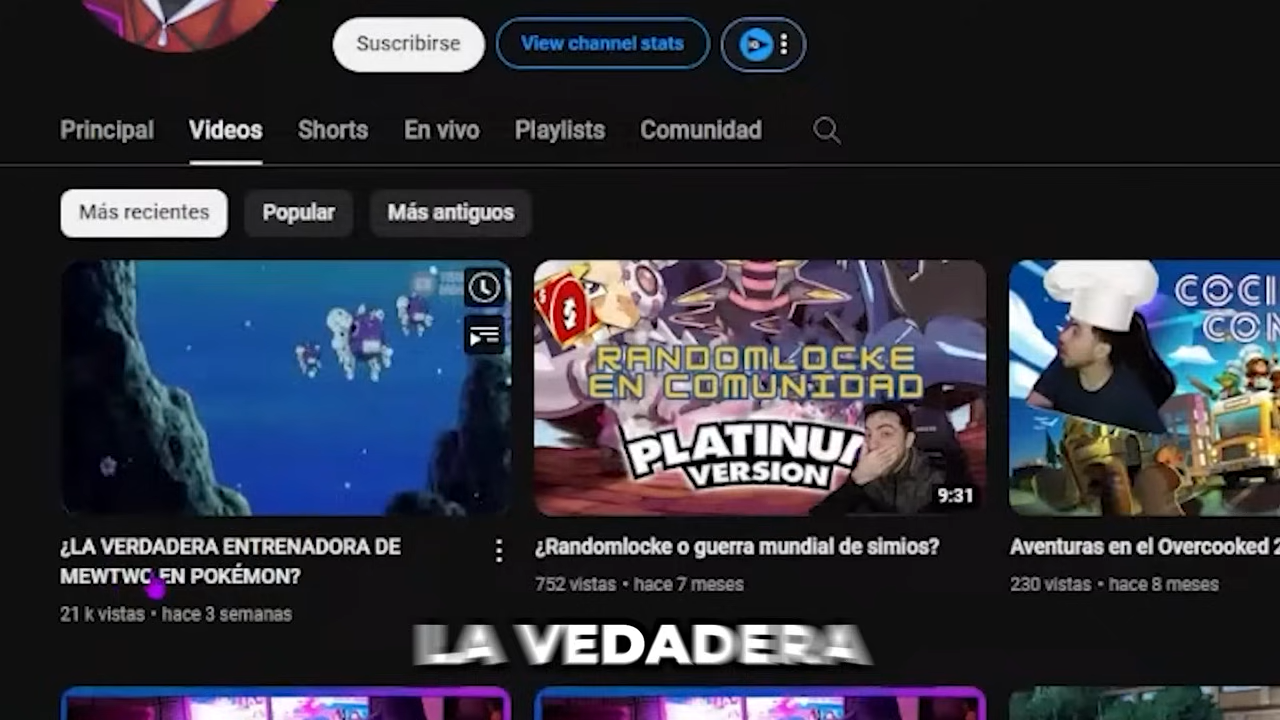 Suscribirse
View channel stats
Principal
Videos
Shorts
En vivo
Playlists
Comunidad
Más recientes
Popular
Más antiguos
COCI
CON
RANDOMLOCKE
EN COMUNIDAD
PLATINU
VERSION
9:31
¿LA VERDADERA ENTRENADORA DE
MEWTWO EN POKÉMON?
21 k vistas • hace 3 semanas
¿Randomlocke o guerra mundial de simios?
752 vistas • hace 7 meses
Aventuras en el Overcooked 2
230 vistas • hace 8 meses
LA VEDADERA